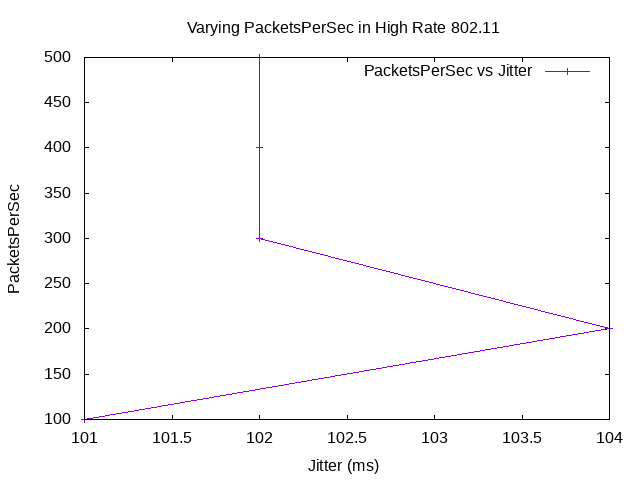 Varying PacketsPerSec in High Rate 802.11
PacketsPerSec vs Jitter
500
450
400
350
300
250
200
150
100
PacketsPerSec
101 101.5 102 102.5 103 103.5 104
Jitter (ms)